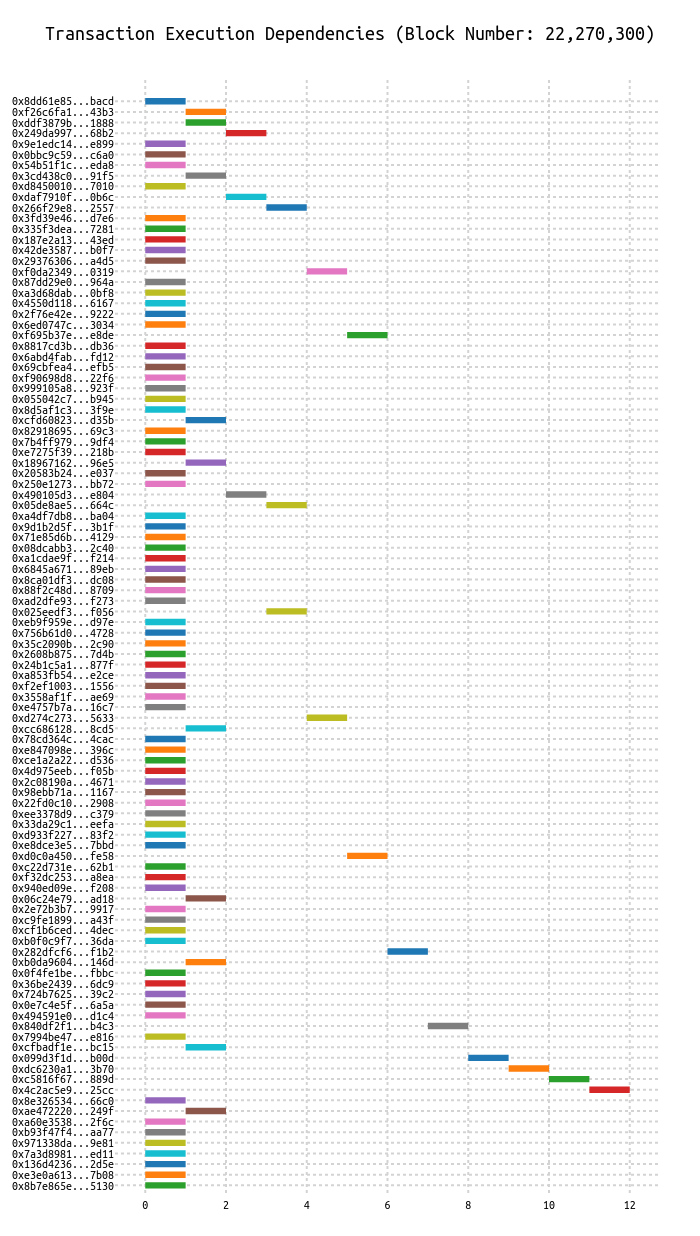 Transaction Execution Dependencies (Block Number: 22,270,300)
0x8dd61e85...bacd
0xf26c6fa1...43b3
0xddf3879b...1888
0x249da997...68b2
0x9e1edc14...e899
0x0bbc9c59...c6a0
0x54b51f1c...eda8
0x3cd438c0...91f5
0xd8450010...7010
0xdaf7910f...0b6c
0x266f29e8...2557
0x3fd39e46...d7e6
0x335f3dea...7281
0x187e2a13...43ed
0x42de3587...b0f7
0x29376306...a4d5
0xf0da2349...0319
0x87dd29e0...964a
0xa3d68dab...0bf8
0x4550d118...6167
0x2f76e42e...9222
0x6ed0747c...3034
0xf695b37e...e8de
0x8817cd3b...db36
0x6abd4fab...fd12
0x69cbfea4...efb5
0xf90698d8...22f6
0x999105a8...923f
0x055042c7...b945
0x8d5af1c3...3f9e
0xcfd60823...d35b
0x82918695...69c3
0x7b4ff979...9df4
0xe7275f39...218b
0x18967162...96e5
0x20583b24...e037
0x250e1273...bb72
0x490105d3...e804
0x05de8ae5...664c
0xa4df7db8...ba04
0x9d1b2d5f...3b1f
0x71e85d6b...4129
0x08dcabb3...2c40
0xa1cdae9f...f214
0x6845a671...89eb
0x8ca01df3...dc08
0x88f2c48d...8709
0xad2dfe93...f273
0x025eedf3...f056
0xeb9f959e...d97e
0x756b61d0...4728
0x35c2090b...2c90
0x2608b875...7d4b
0x24b1c5a1...877f
0xa853fb54...e2ce
0xf2ef1003...1556
0x3558af1f...ae69
0xe4757b7a...16c7
0xd274c273...5633
0xcc686128...8cd5
0x78cd364c...4cac
0xe847098e...396c
0xce1a2a22...d536
0x4d975eeb...f05b
0x2c08190a...4671
0x98ebb71a...1167
0x22fd0c10...2908
0xee3378d9...c379
0x33da29c1...eefa
0xd933f227...83f2
0xe8dce3e5...7bbd
0xd0c0a450...fe58
0xc22d731e...62b1
0xf32dc253...a8ea
0x940ed09e...f208
0x06c24e79...ad18
0x2e72b3b7...9917
0xc9fe1899...a43f
0xcf1b6ced...4dec
0xb0f0c9f7...36da
0x282dfcf6...f1b2
0xb0da9604...146d
0x0f4fe1be...fbbc
0x36be2439...6dc9
0x724b7625...39c2
0x0e7c4e5f...6a5a
0x494591e0...d1c4
0x840df2f1...b4c3
0x7994be47...e816
0xcfbadf1e...bc15
0x099d3f1d...b00d
0xdc6230a1...3b70
0xc5816f67...889d
0x4c2ac5e9...25cc
0x8e326534...66c0
0xae472220...249f
0xa60e3538...2f6c
0xb93f47f4...aa77
0x971338da...9e81
0x7a3d8981...ed11
0x136d4236...2d5e
0xe3e0a613...7b08
0x8b7e865e...5130
0 2 4 6 8 10 12